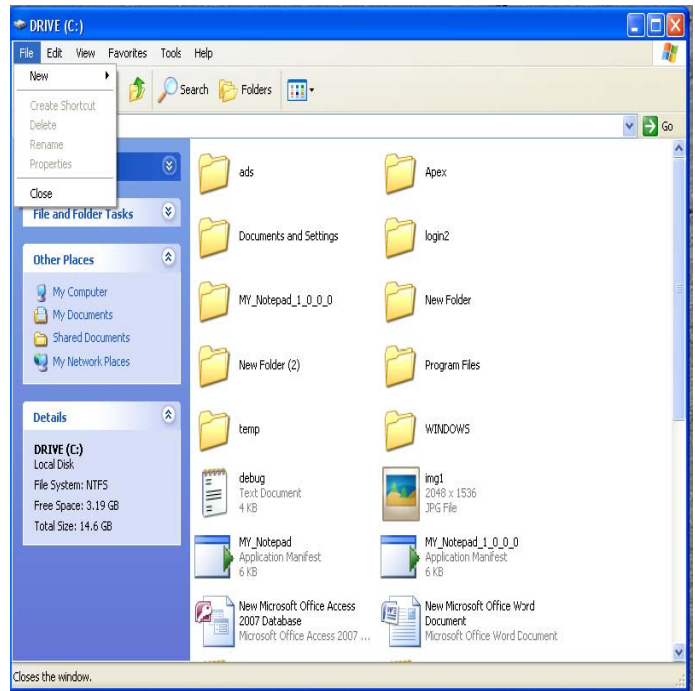 DRIVE (C:)
File Edit View Favorites Tools Help
New
Create Shortcut
Delete
Rename
Properties
Close
Search Folders
Go
File and Folder Tasks
Other Places
My Computer
My Documents
Shared Documents
My Network Places
Details
DRIVE (C:)
Local Disk
File System: NTFS
Free Space: 3.19 GB
Total Size: 14.6 GB
ads
Apex
Documents and Settings
login2
MY_Notepad_1_0_0_0
New Folder
New Folder (2)
Program Files
temp
WINDOWS
debug
Text Document
4 KB
img1
2048 x 1536
JPG File
MY_Notepad
Application Manifest
6 KB
MY_Notepad_1_0_0_0
Application Manifest
6 KB
New Microsoft Office Access
2007 Database
Microsoft Office Access 2007 ...
New Microsoft Office Word
Document
Microsoft Office Word Document
Closes the window.